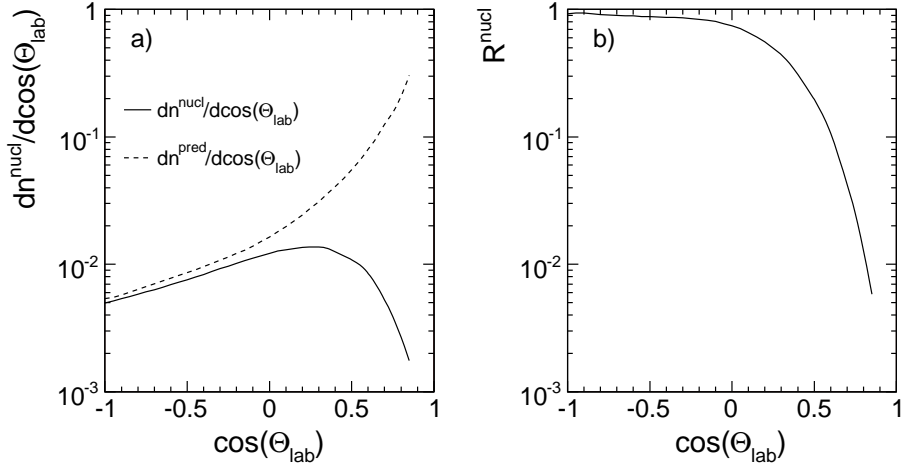 a)
dn^nucl/dcos(Θ_lab)
1
10^-1
10^-2
10^-3
dn^nucl/dcos(Θ_lab)
dn^pred/dcos(Θ_lab)
-1 -0.5 0 0.5 1
cos(Θ_lab)
b)
R^nucl
1
10^-1
10^-2
10^-3
-1 -0.5 0 0.5 1
cos(Θ_lab)